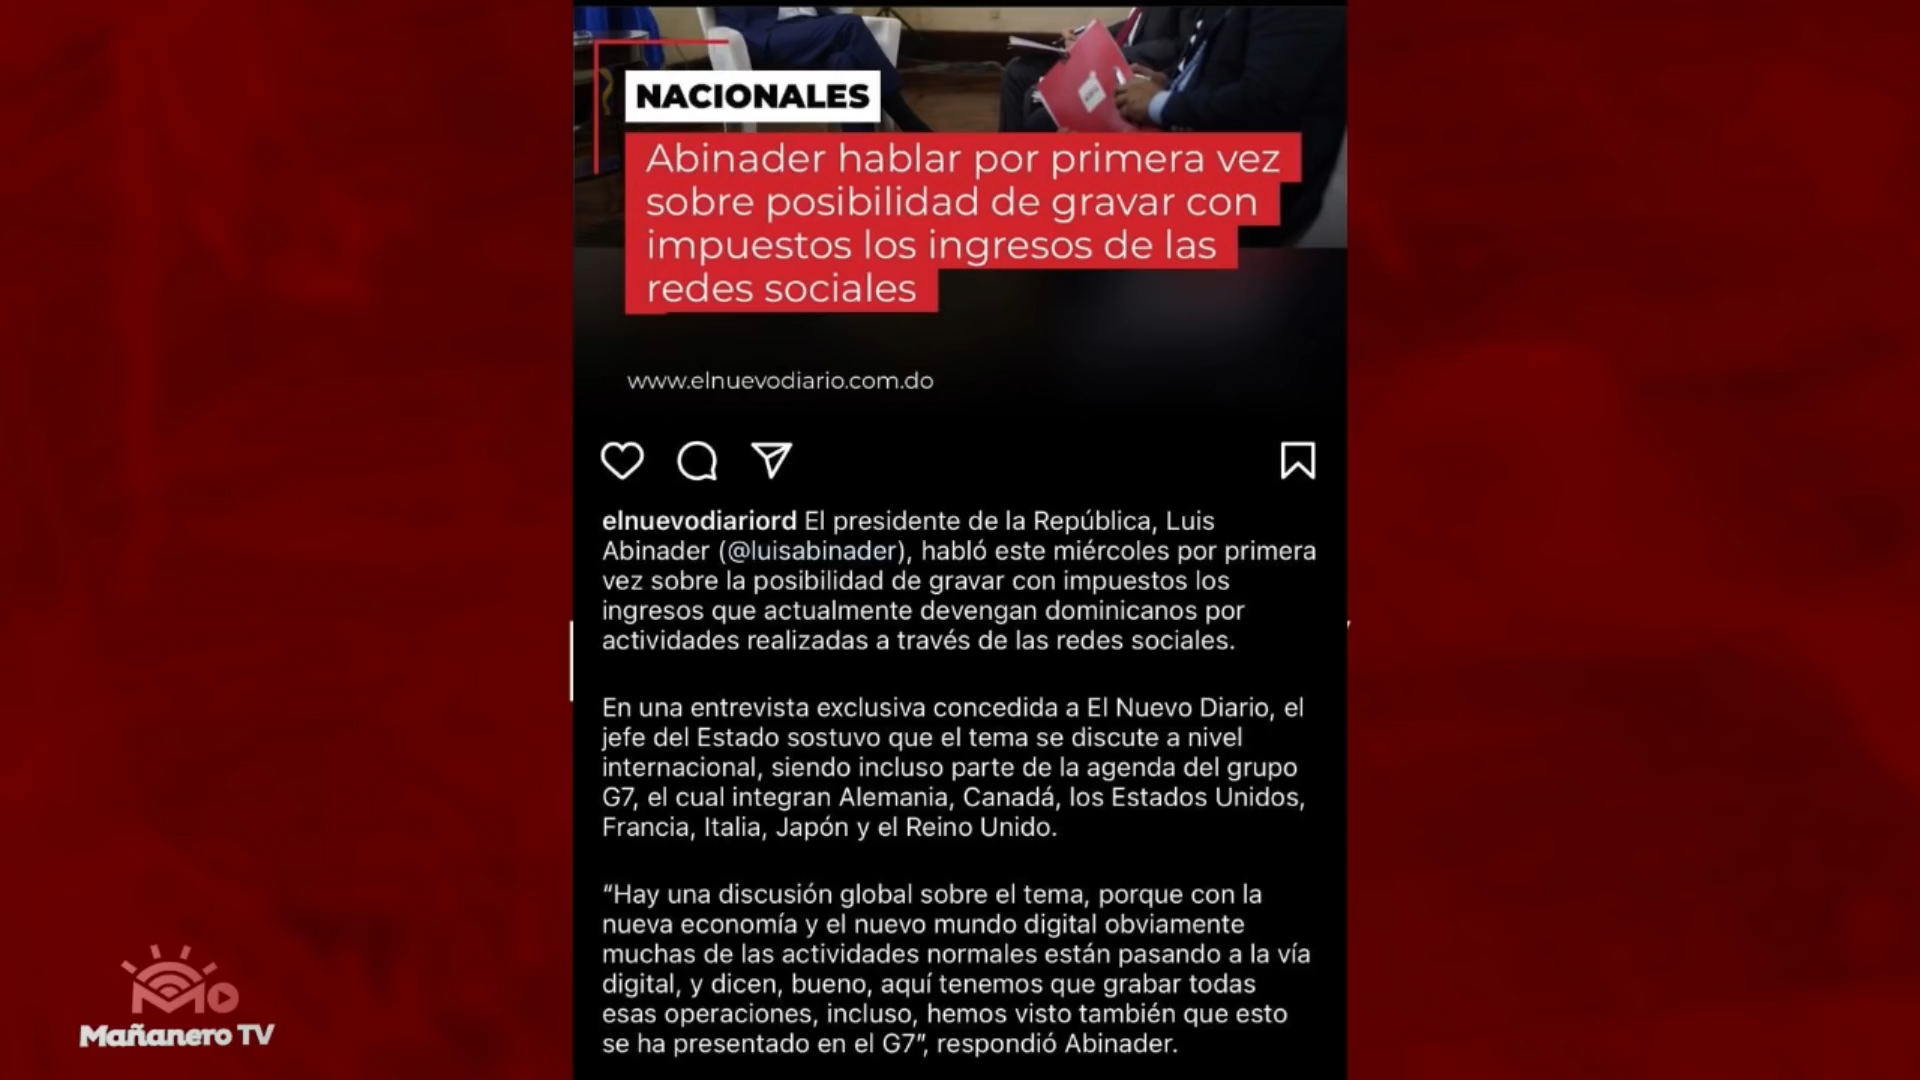 NACIONALES
Abinader hablar por primera vez
sobre posibilidad de gravar con
impuestos los ingresos de las
redes sociales
www.elnuevodiario.com.do
elnuevodiariord El presidente de la República, Luis
Abinader (@luisabinader), habló este miércoles por primera
vez sobre la posibilidad de gravar con impuestos los
ingresos que actualmente devengan dominicanos por
actividades realizadas a través de las redes sociales.
En una entrevista exclusiva concedida a El Nuevo Diario, el
jefe del Estado sostuvo que el tema se discute a nivel
internacional, siendo incluso parte de la agenda del grupo
G7, el cual integran Alemania, Canadá, los Estados Unidos,
Francia, Italia, Japón y el Reino Unido.
“Hay una discusión global sobre el tema, porque con la
nueva economía y el nuevo mundo digital obviamente
muchas de las actividades normales están pasando a la vía
digital, y dicen, bueno, aquí tenemos que grabar todas
esas operaciones, incluso, hemos visto también que esto
se ha presentado en el G7”, respondió Abinader.
Mañanero TV